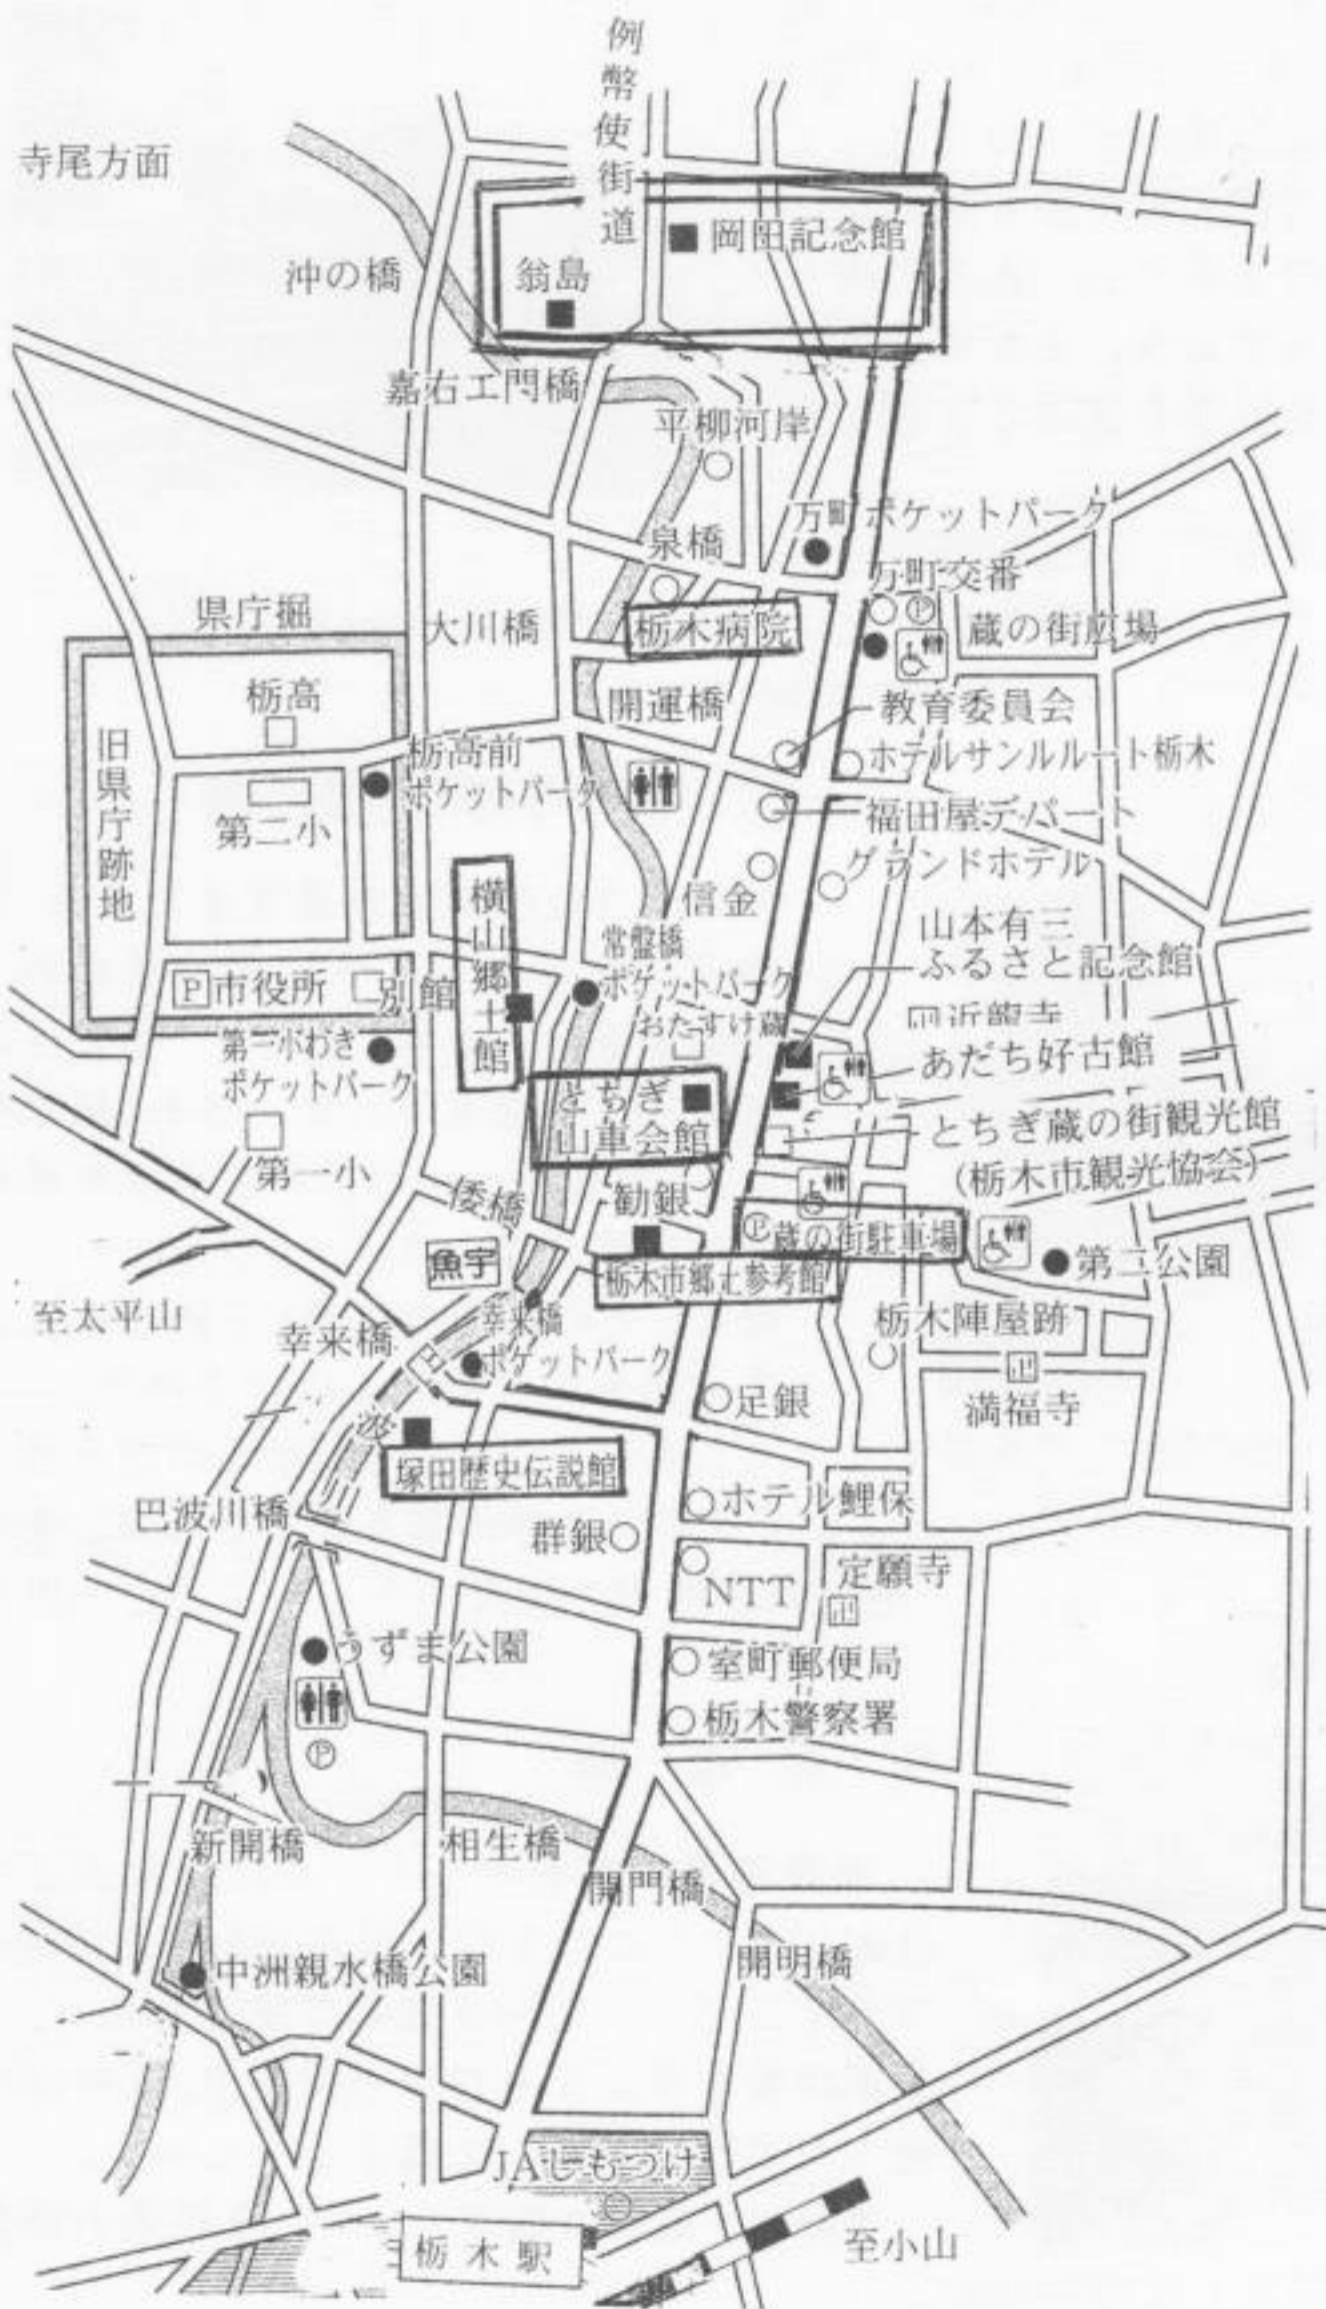 例幣使街道
寺尾方面
岡田記念館
沖の橋
翁島
嘉右エ門橋
平柳河岸
万町ポケットパーク
泉橋
万町交番
県庁掘
大川橋
栃木病院
P
蔵の街広場
栃高
開運橋
教育委員会
旧県庁跡地
栃高前
ポケットパーク
ホテルサンルルート栃木
第二小
福田屋デパート
グランドホテル
横山郷土館
信金
山本有三
ふるさと記念館
常盤橋
ポケットパーク
P市役所
別館
おたすけ蔵
卍近龍寺
第一小わき
ポケットパーク
あだち好古館
とちぎ
山車会館
とちぎ蔵の街観光館
(栃木市観光協会)
第一小
倭橋
勧銀
P蔵の街駐車場
魚宇
栃木市郷土参考館
第二公園
至太平山
幸来橋
幸来橋
ポケットパーク
栃木陣屋跡
卍
満福寺
足銀
塚田歴史伝説館
巴波川橋
ホテル鯉保
群銀
NTT
定願寺
卍
うずま公園
室町郵便局
栃木警察署
P
新開橋
相生橋
開門橋
中洲親水橋公園
開明橋
JAしもつけ
栃木駅
至小山